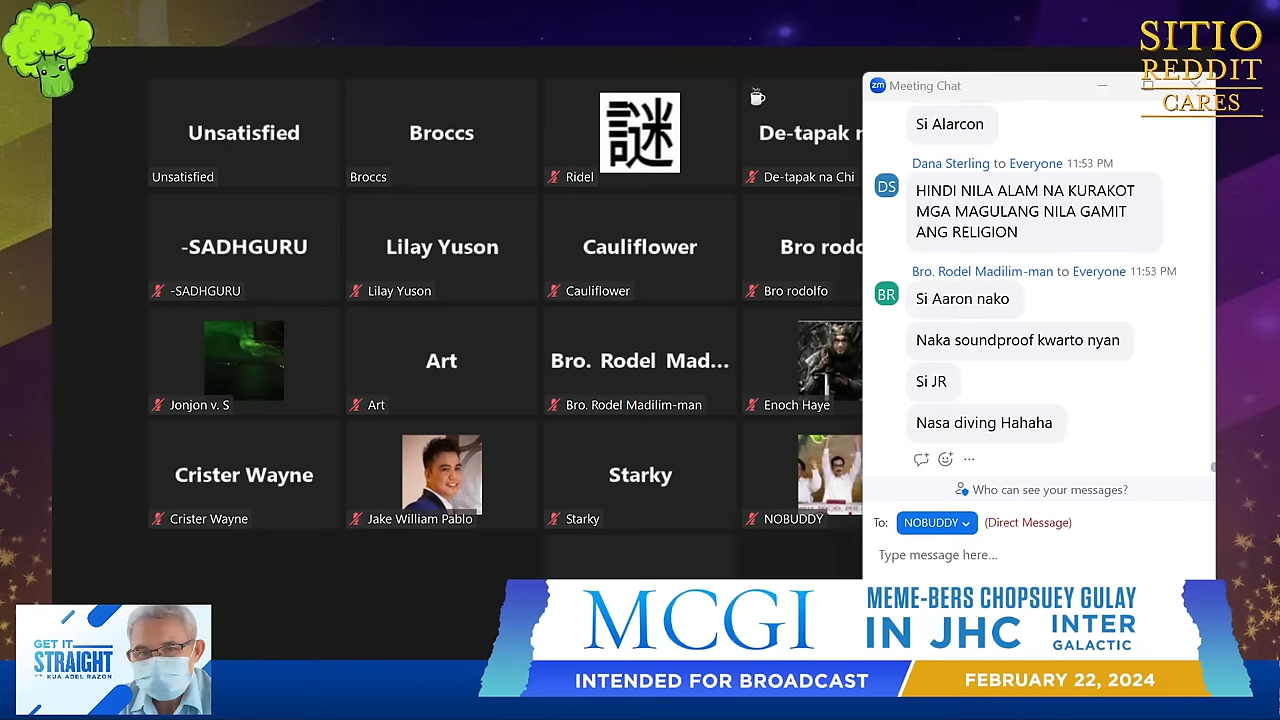 SITIO
REDDIT
CARES
Unsatisfied
Unsatisfied
Broccs
Broccs
謎
Ridel
De-tapak n
De-tapak na Chi
-SADHGURU
-SADHGURU
Lilay Yuson
Lilay Yuson
Cauliflower
Cauliflower
Bro rodo
Bro rodolfo
Jonjon v. S
Art
Art
Bro. Rodel Mad...
Bro. Rodel Madilim-man
Enoch Haye
Crister Wayne
Crister Wayne
Jake William Pablo
Starky
Starky
NOBUDDY
zm Meeting Chat
Si Alarcon
Dana Sterling to Everyone 11:53 PM
DS
HINDI NILA ALAM NA KURAKOT
MGA MAGULANG NILA GAMIT
ANG RELIGION
Bro. Rodel Madilim-man to Everyone 11:53 PM
BR
Si Aaron nako
Naka soundproof kwarto nyan
Si JR
Nasa diving Hahaha
Who can see your messages?
To: NOBUDDY (Direct Message)
Type message here...
GET IT
STRAIGHT
KUA ADEL RAZON
MCGI
MEME-BERS CHOPSUEY GULAY
IN JHC
INTER
GALACTIC
INTENDED FOR BROADCAST
FEBRUARY 22, 2024